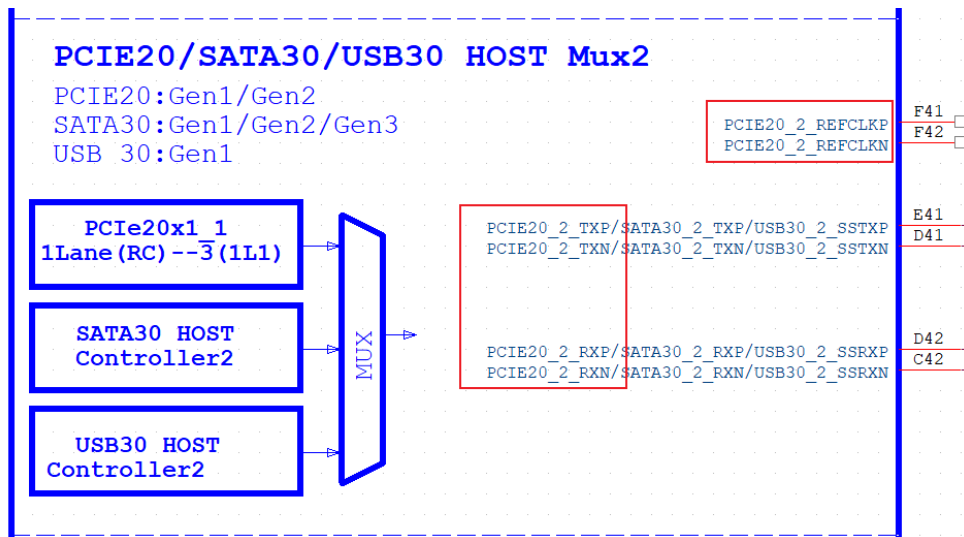 PCIE20/SATA30/USB30 HOST Mux2
PCIE20:Gen1/Gen2
SATA30:Gen1/Gen2/Gen3
USB 30:Gen1
PCIE20_2_REFCLKP
F41
PCIE20_2_REFCLKN
F42
PCIe20x1_1
1Lane(RC)--3(1L1)
SATA30 HOST
Controller2
USB30 HOST
Controller2
MUX
PCIE20_2_TXP/SATA30_2_TXP/USB30_2_SSTXP
E41
PCIE20_2_TXN/SATA30_2_TXN/USB30_2_SSTXN
D41
PCIE20_2_RXP/SATA30_2_RXP/USB30_2_SSRXP
D42
PCIE20_2_RXN/SATA30_2_RXN/USB30_2_SSRXN
C42